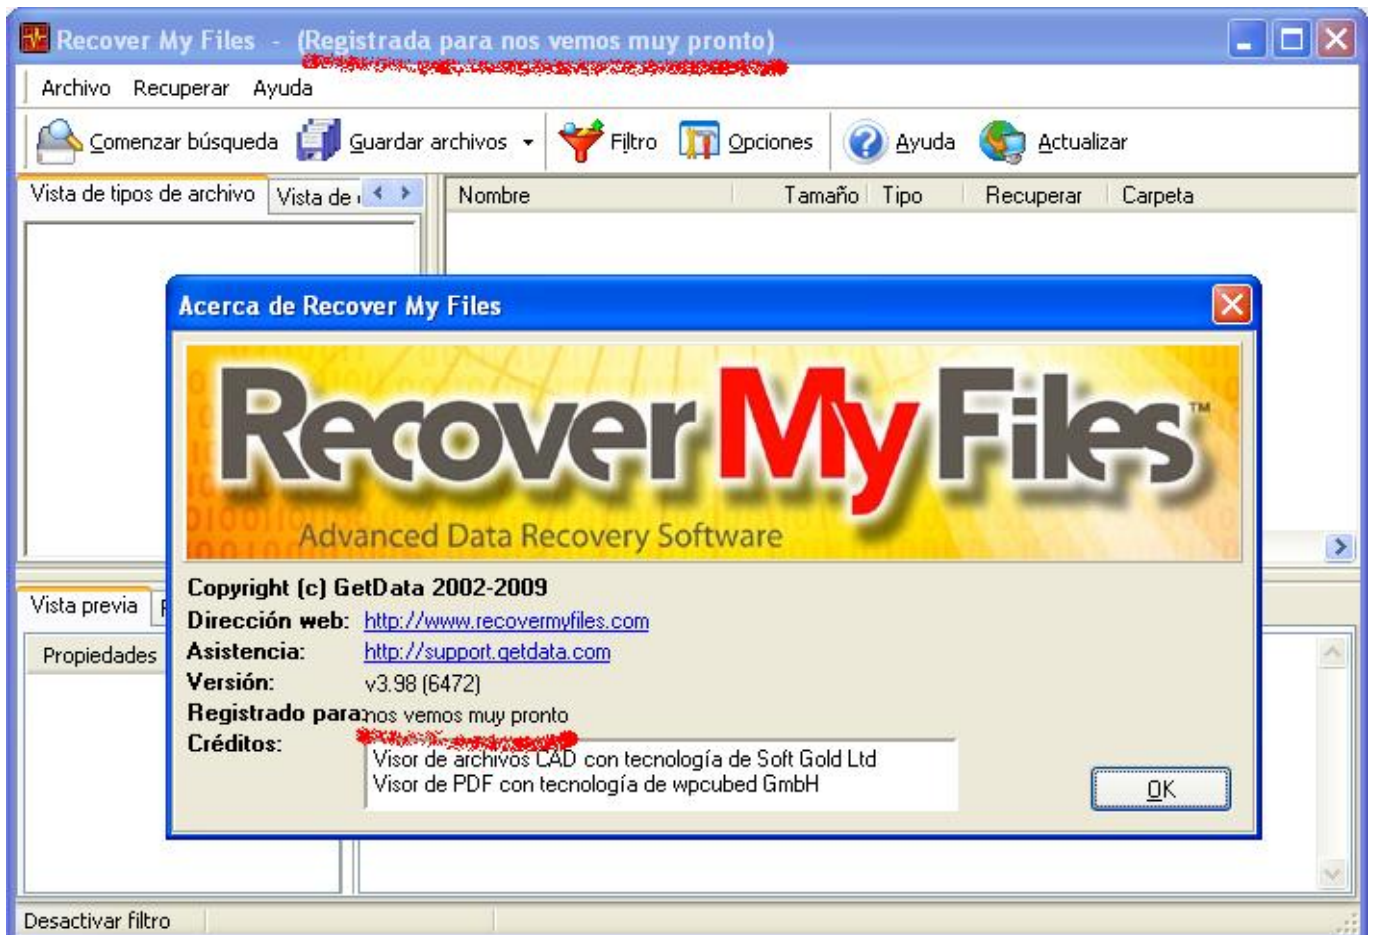 Recover My Files - (Registrada para nos vemos muy pronto)
Archivo Recuperar Ayuda
Comenzar búsqueda Guardar archivos Filtro Opciones Ayuda Actualizar
Vista de tipos de archivo Vista de Nombre Tamaño Tipo Recuperar Carpeta
Acerca de Recover My Files
Recover My Files™
Advanced Data Recovery Software
Copyright (c) GetData 2002-2009
Vista previa
Dirección web: http://www.recovermyfiles.com
Propiedades
Asistencia: http://support.getdata.com
Versión: v3.98 (6472)
Registrado para: nos vemos muy pronto
Créditos:
Visor de archivos CAD con tecnología de Soft Gold Ltd
Visor de PDF con tecnología de wpcubed GmbH
OK
Desactivar filtro